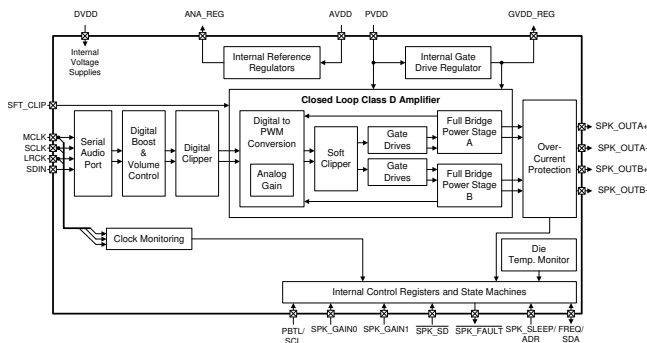 DVDD
ANA_REG
AVDD
PVDD
GVDD_REG
Internal
Voltage
Supplies
Internal Reference
Regulators
Internal Gate
Drive Regulator
SFT_CLIP
Closed Loop Class D Amplifier
MCLK
SCLK
LRCK
SDIN
Serial
Audio
Port
Digital
Boost
&
Volume
Control
Digital
Clipper
Digital to
PWM
Conversion
Analog
Gain
Soft
Clipper
Gate
Drives
Gate
Drives
Full Bridge
Power Stage
A
Full Bridge
Power Stage
B
Over-
Current
Protection
SPK_OUTA+
SPK_OUTA-
SPK_OUTB+
SPK_OUTB-
Clock Monitoring
Die
Temp. Monitor
Internal Control Registers and State Machines
PBTL/
SCL
SPK_GAIN0
SPK_GAIN1
SPK_SD
SPK_FAULT
SPK_SLEEP/
ADR
FREQ/
SDA